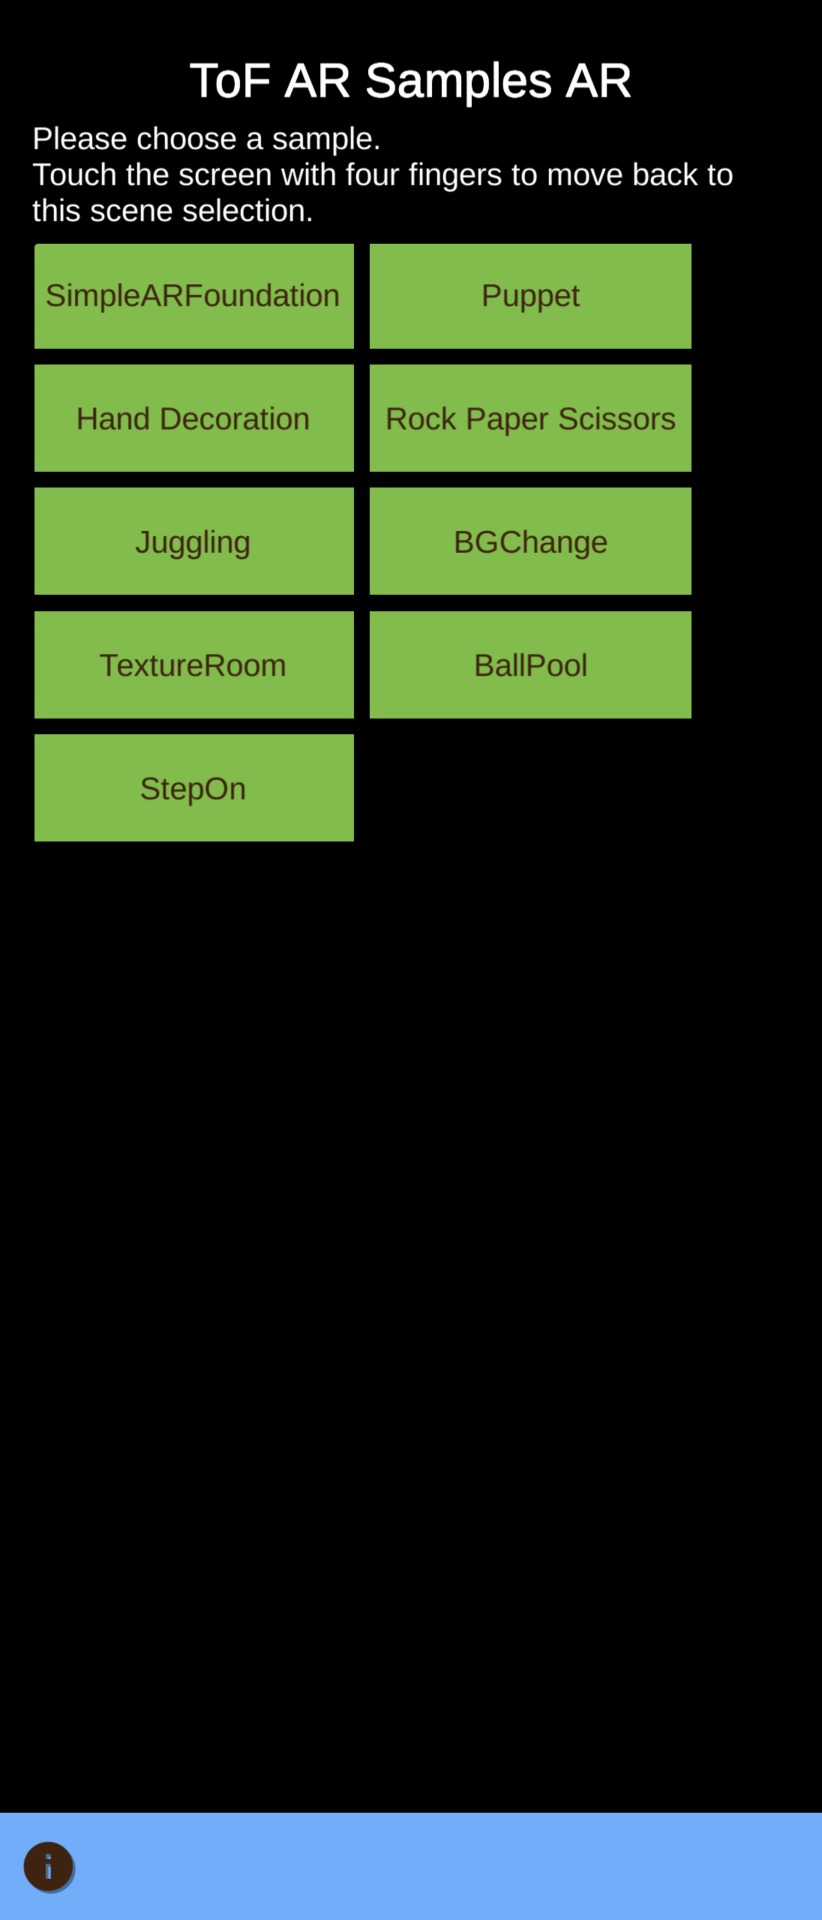 ToF AR Samples AR
Please choose a sample.
Touch the screen with four fingers to move back to
this scene selection.
SimpleARFoundation
Puppet
Hand Decoration
Rock Paper Scissors
Juggling
BGChange
TextureRoom
BallPool
StepOn
i